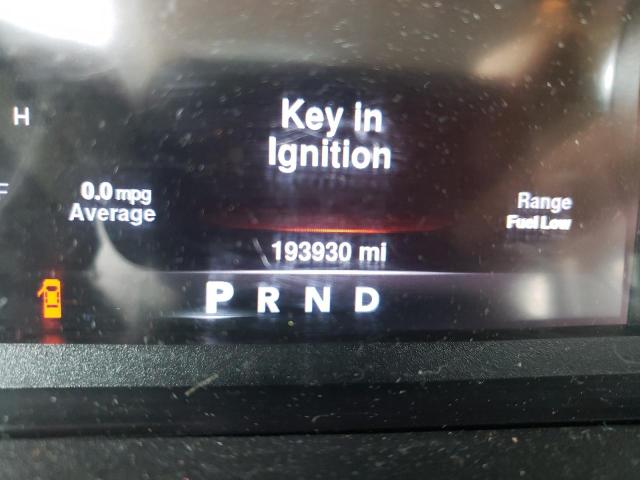 H
Key in
Ignition
F
0.0 mpg
Average
Range
Fuel Low
193930 mi
P R N D